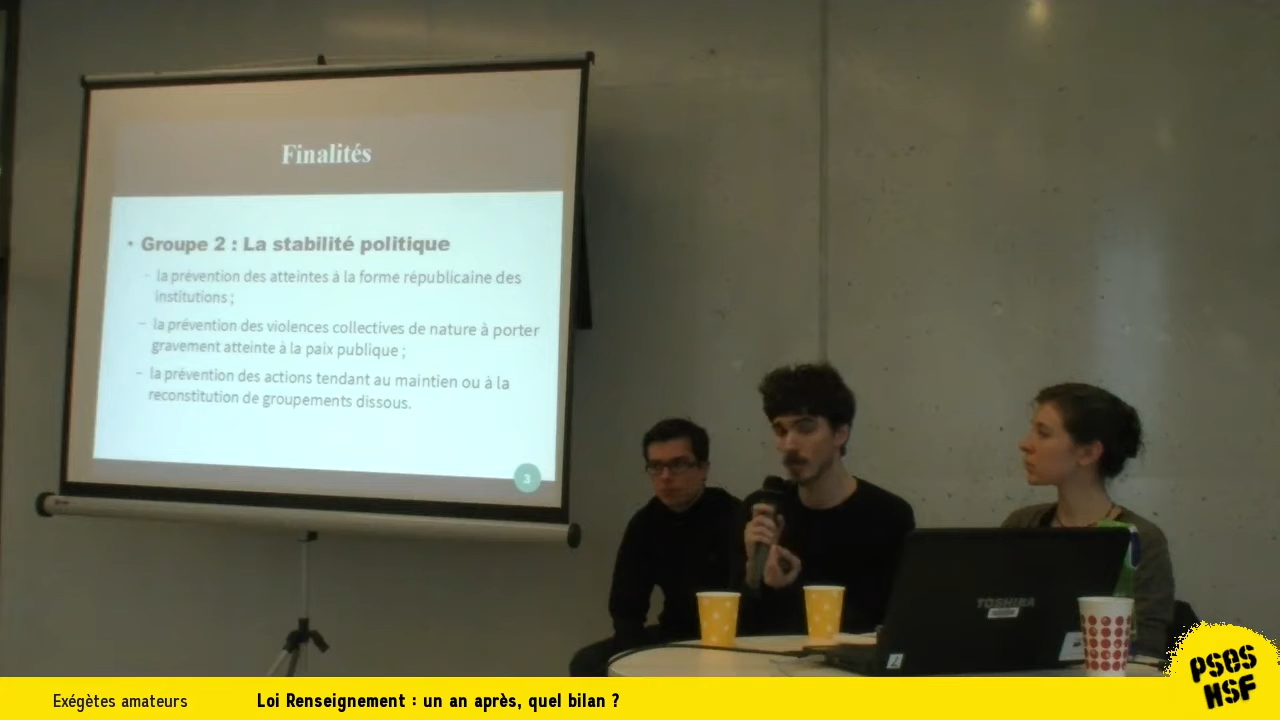 Finalités
• Groupe 2 : La stabilité politique
– la prévention des atteintes à la forme républicaine des
institutions ;
– la prévention des violences collectives de nature à porter
gravement atteinte à la paix publique ;
– la prévention des actions tendant au maintien ou à la
reconstitution de groupements dissous.
3
TOSHIBA
PSES
HSF
Exégètes amateurs
Loi Renseignement : un an après, quel bilan ?